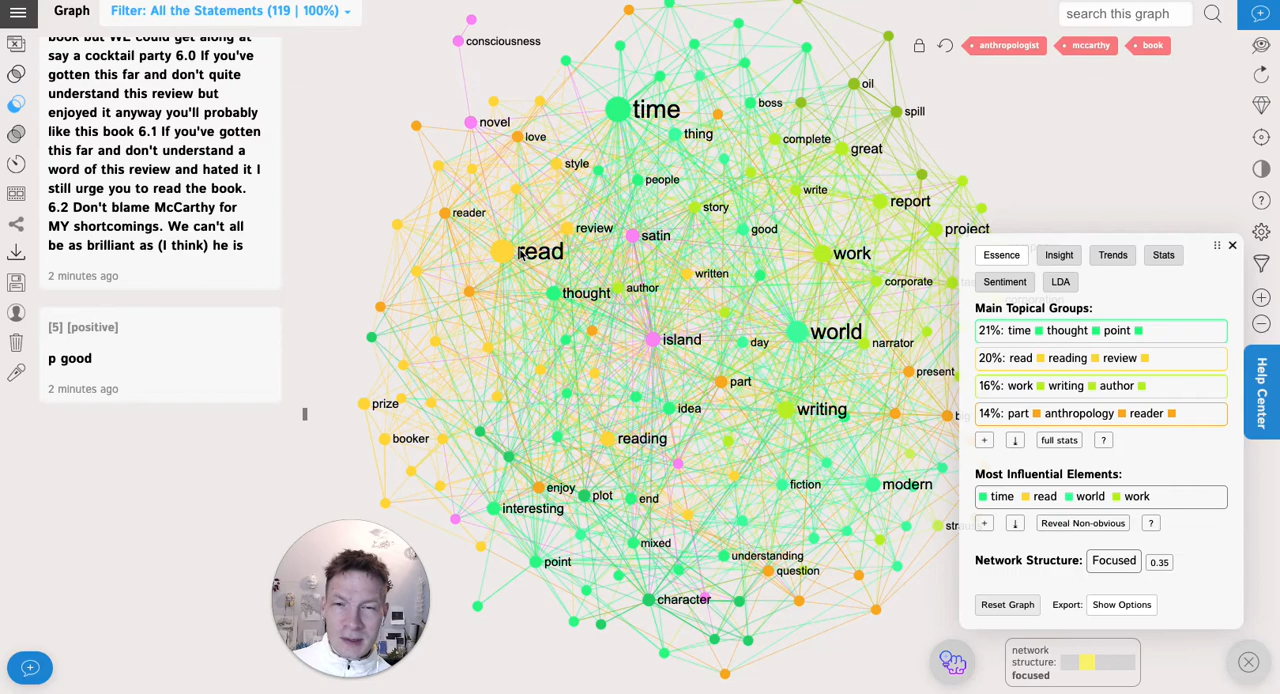 Graph
Filter: All the Statements (119 | 100%)
search this graph
anthropologist
mccarthy
book
book but WE could get along at
say a cocktail party 6.0 If you've
gotten this far and don't quite
understand this review but
enjoyed it anyway you'll probably
like this book 6.1 If you've gotten
this far and don't understand a
word of this review and hated it I
still urge you to read the book.
6.2 Don't blame McCarthy for
MY shortcomings. We can't all
be as brilliant as (I think) he is
2 minutes ago
[5] [positive]
p good
2 minutes ago
consciousness
oil
time
boss
spill
novel
love
thing
complete
great
style
people
write
report
reader
story
review
satin
good
project
read
work
written
thought
author
corporate
island
day
world
narrator
part
present
prize
idea
writing
booker
reading
enjoy
plot
end
fiction
modern
interesting
mixed
understanding
point
question
character
Essence
Insight
Trends
Stats
Sentiment
LDA
Main Topical Groups:
21%: time thought point
20%: read reading review
16%: work writing author
14%: part anthropology reader
+
↓
full stats
?
Most Influential Elements:
time read world work
+
↓
Reveal Non-obvious
?
Network Structure: Focused 0.35
Reset Graph
Export:
Show Options
network
structure:
focused
Help Center